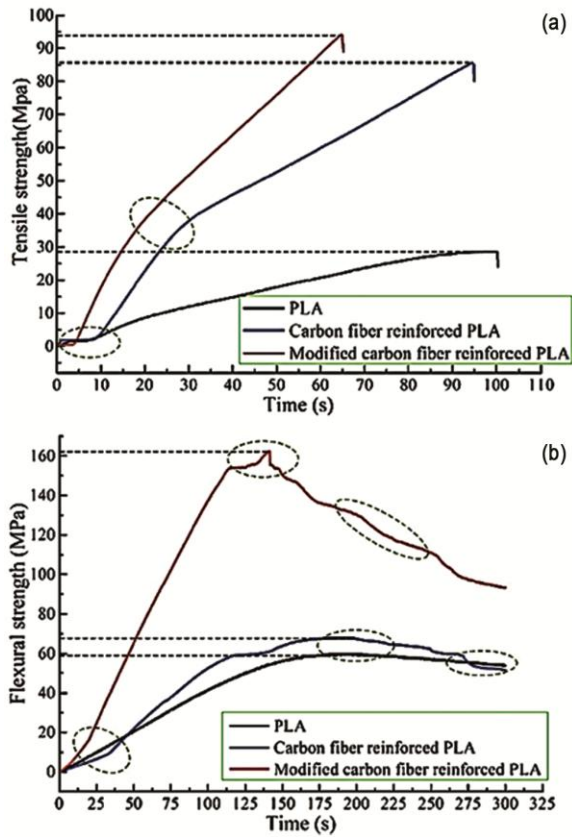 (a)
Tensile strength(Mpa)
100
90
80
70
60
50
40
30
20
10
0
PLA
Carbon fiber reinforced PLA
Modified carbon fiber reinforced PLA
0 10 20 30 40 50 60 70 80 90 100 110
Time (s)
(b)
Flexural strength (MPa)
160
140
120
100
80
60
40
20
0
PLA
Carbon fiber reinforced PLA
Modified carbon fiber reinforced PLA
0 25 50 75 100 125 150 175 200 225 250 275 300 325
Time (s)